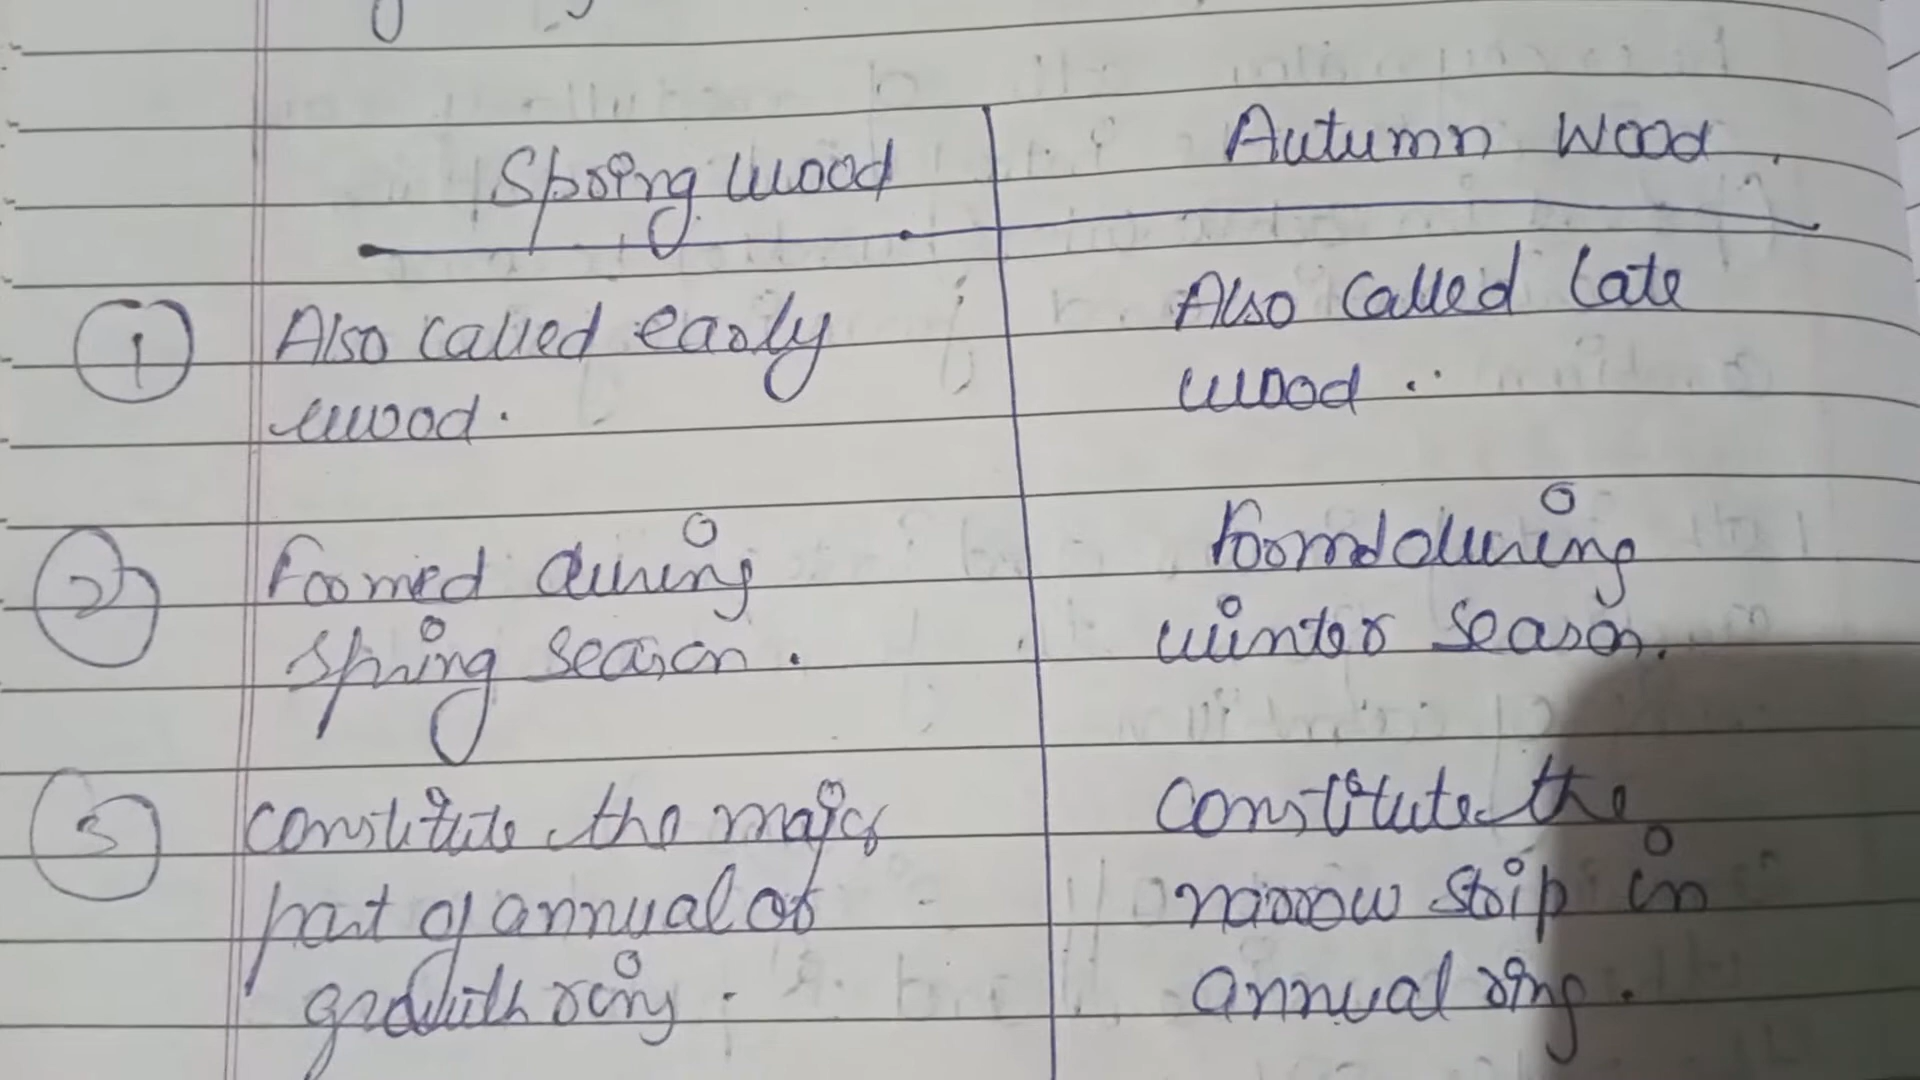 Spring wood | Autumn Wood
① Also called early | Also called late
wood. | wood.
② Formed during | Formd during
spring season. | winter season.
③ constitute the major | constitute the
part of annual or | narrow strip in
growth ring. | annual ring.